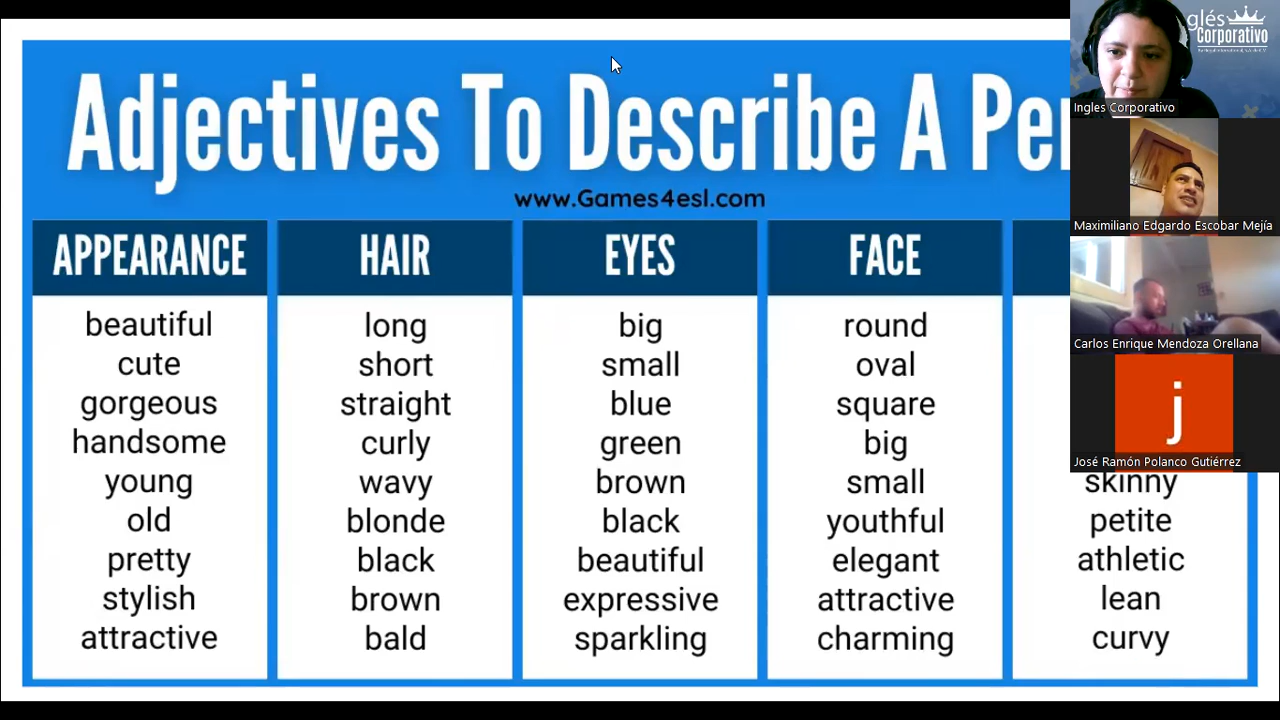 Adjectives To Describe A Pe
www.Games4esl.com
APPEARANCE
beautiful
cute
gorgeous
handsome
young
old
pretty
stylish
attractive
HAIR
long
short
straight
curly
wavy
blonde
black
brown
bald
EYES
big
small
blue
green
brown
black
beautiful
expressive
sparkling
FACE
round
oval
square
big
small
youthful
elegant
attractive
charming
skinny
petite
athletic
lean
curvy
glés
Corporativo
Ingles Corporativo
Maximiliano Edgardo Escobar Mejía
Carlos Enrique Mendoza Orellana
j
José Ramón Polanco Gutiérrez